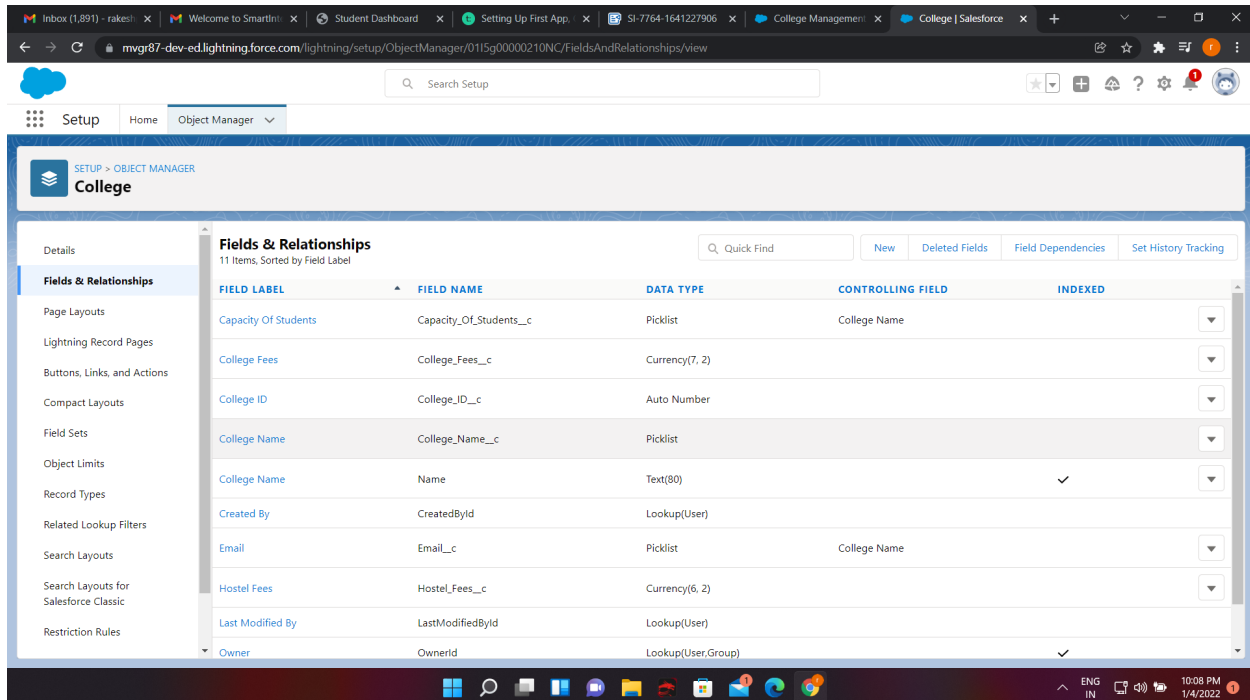 Inbox (1,891) - rakesh
Welcome to SmartInte
Student Dashboard
Setting Up First App,
SI-7764-1641227906
College Management
College | Salesforce
mvgr87-dev-ed.lightning.force.com/lightning/setup/ObjectManager/01I5g00000210NC/FieldsAndRelationships/view
r
Search Setup
1
Setup Home Object Manager
SETUP > OBJECT MANAGER
College
Details
Fields & Relationships
Page Layouts
Lightning Record Pages
Buttons, Links, and Actions
Compact Layouts
Field Sets
Object Limits
Record Types
Related Lookup Filters
Search Layouts
Search Layouts for
Salesforce Classic
Restriction Rules
Fields & Relationships
11 Items, Sorted by Field Label
Quick Find
New Deleted Fields Field Dependencies Set History Tracking
FIELD LABEL FIELD NAME DATA TYPE CONTROLLING FIELD INDEXED
Capacity Of Students Capacity_Of_Students__c Picklist College Name
College Fees College_Fees__c Currency(7, 2)
College ID College_ID__c Auto Number
College Name College_Name__c Picklist
College Name Name Text(80)
Created By CreatedById Lookup(User)
Email Email__c Picklist College Name
Hostel Fees Hostel_Fees__c Currency(6, 2)
Last Modified By LastModifiedById Lookup(User)
Owner OwnerId Lookup(User,Group)
1
ENG
IN
10:08 PM
1/4/2022
1